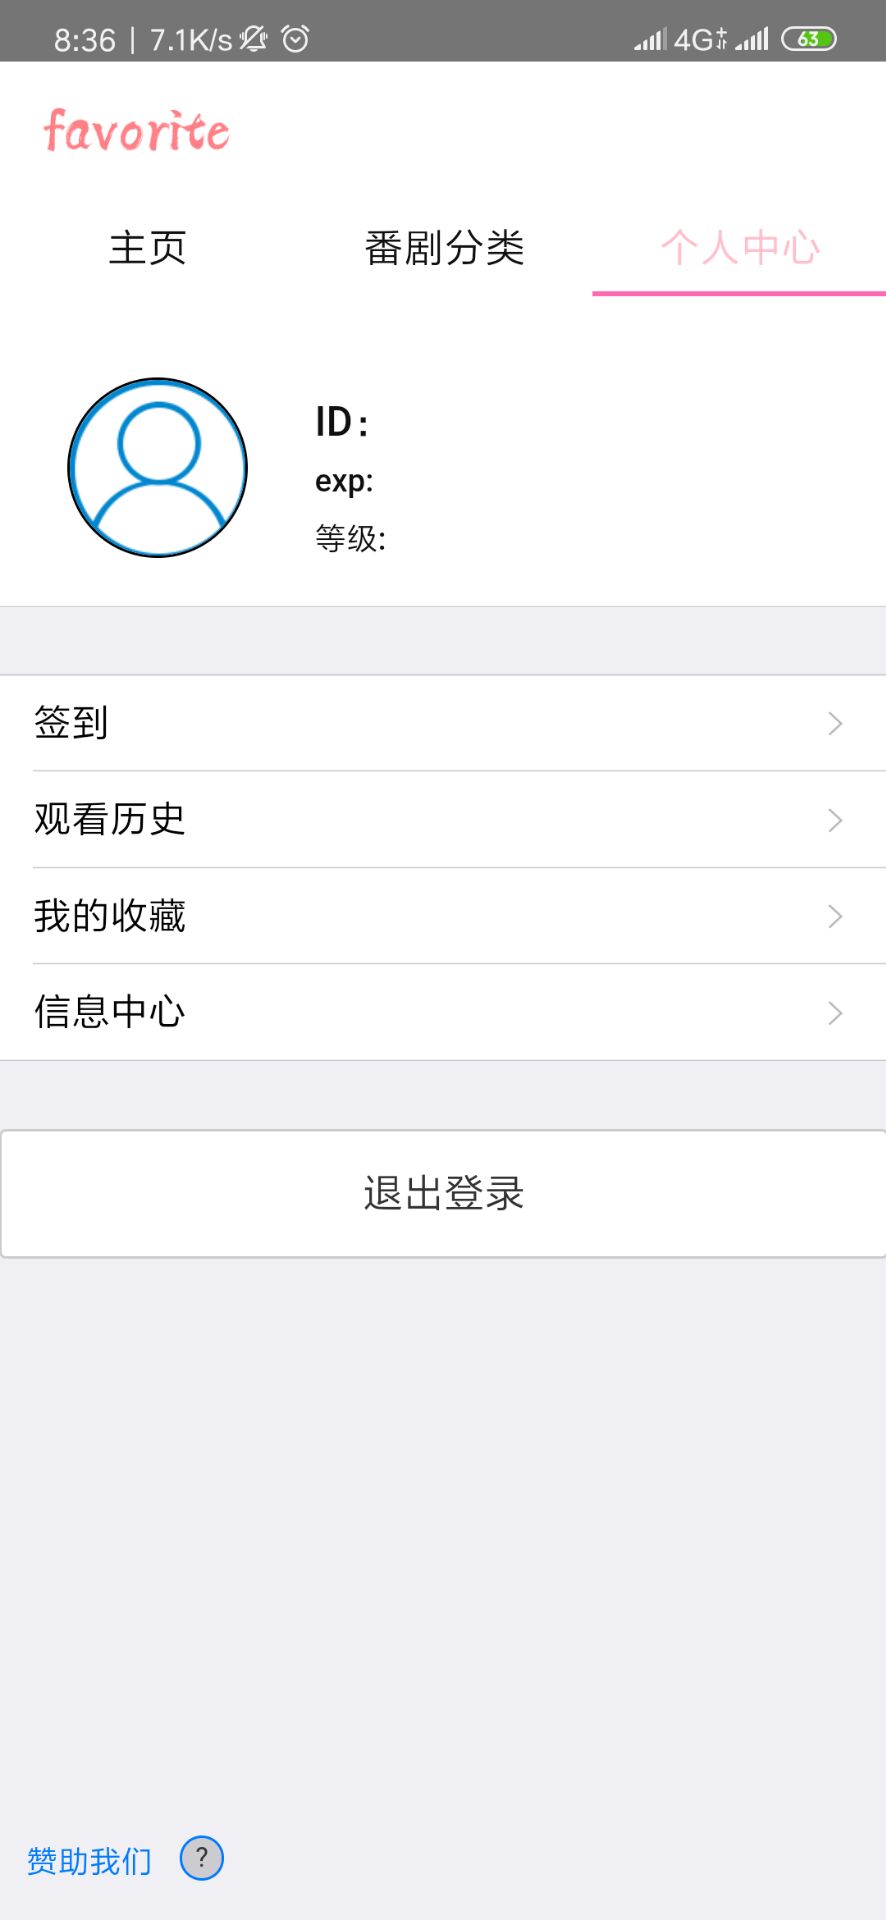 8:36 | 7.1K/s 4G 63
favorite
主页 番剧分类 个人中心
ID：
exp:
等级:
签到
观看历史
我的收藏
信息中心
退出登录
赞助我们 ?